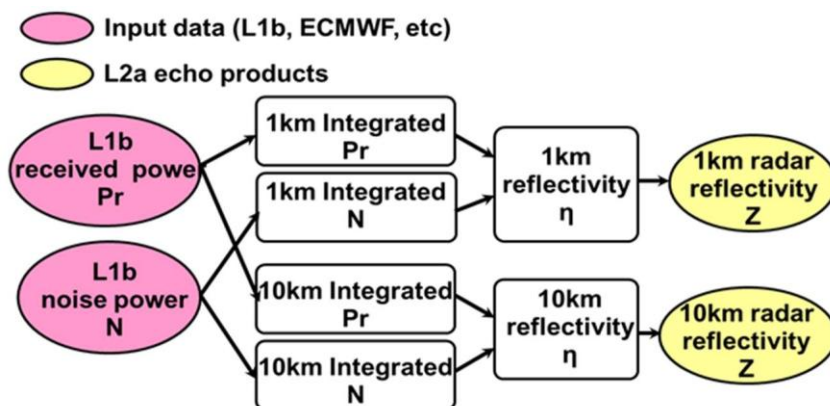 Input data (L1b, ECMWF, etc)
L2a echo products
L1b
received powe
Pr
L1b
noise power
N
1km Integrated
Pr
1km Integrated
N
10km Integrated
Pr
10km Integrated
N
1km
reflectivity
η
10km
reflectivity
η
1km radar
reflectivity
Z
10km radar
reflectivity
Z